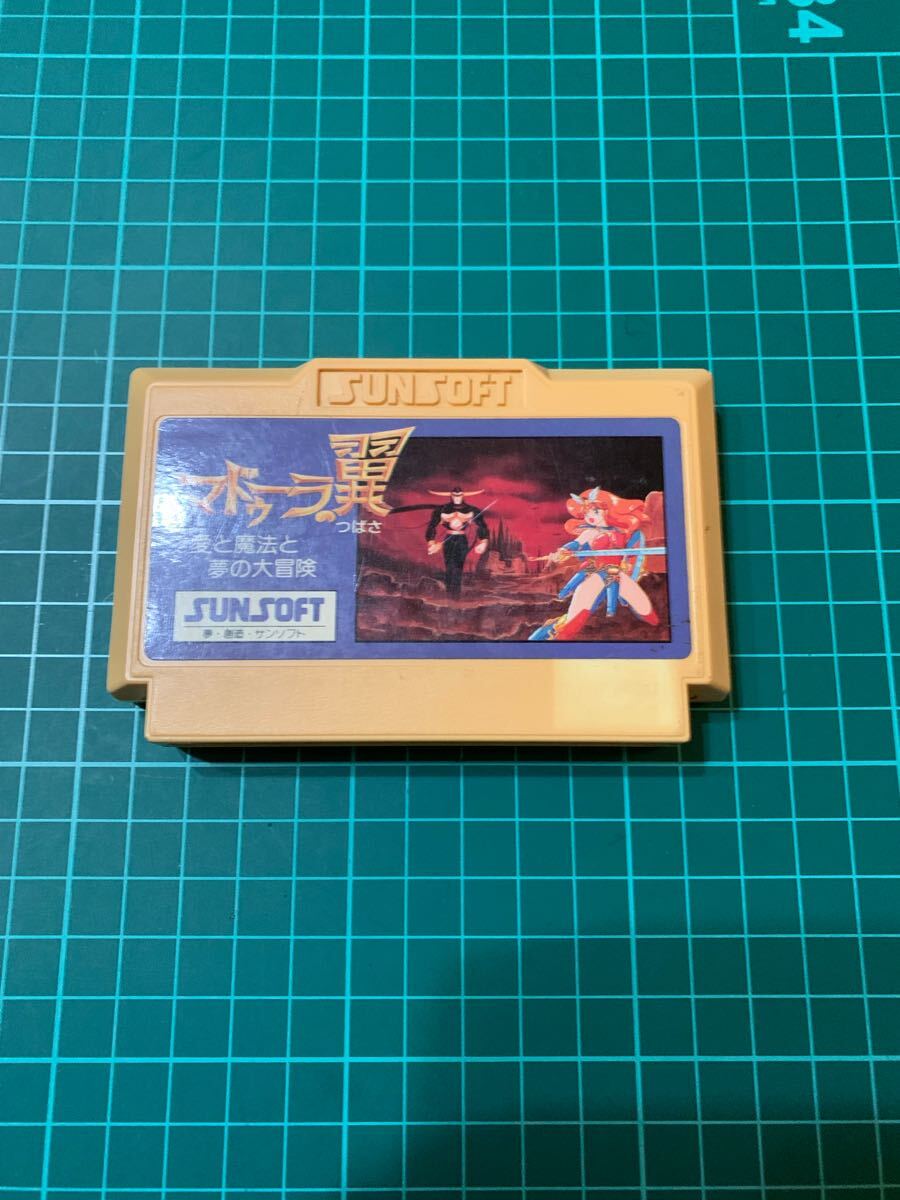 34
SUNSOFT
マドゥーラの翼
つばさ
愛と魔法と
夢の大冒険
SUNSOFT
夢・創造・サンソフト